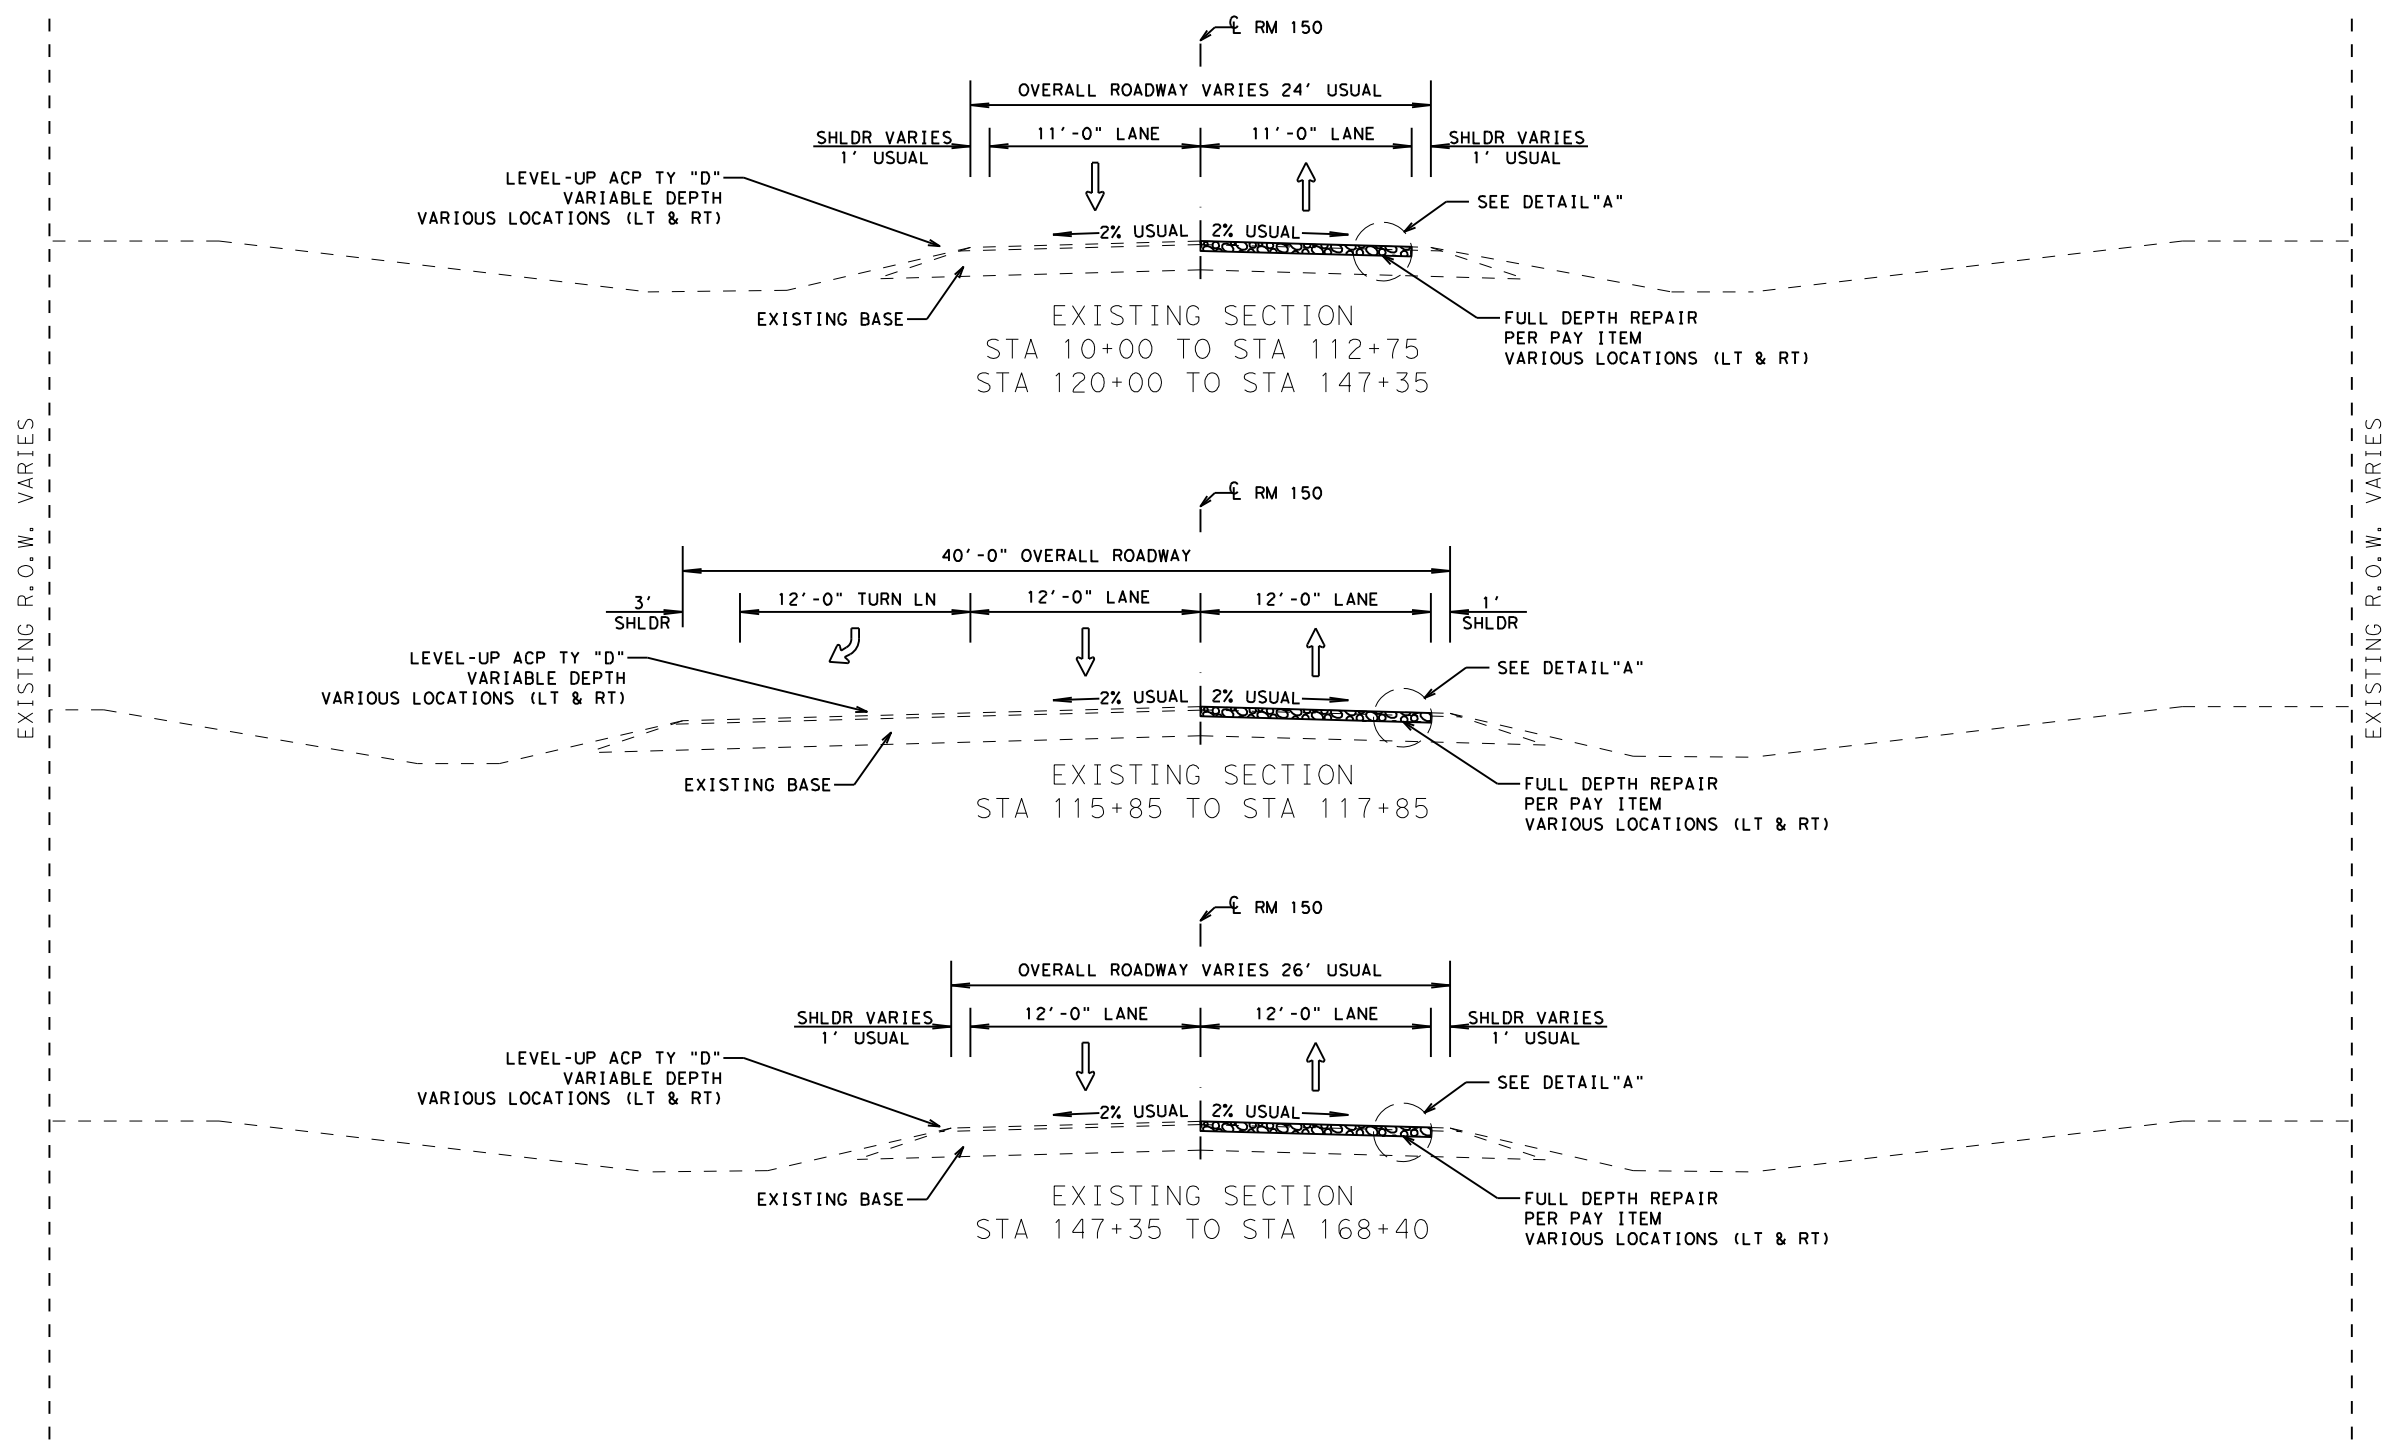 ℄ RM 150
OVERALL ROADWAY VARIES 24' USUAL
SHLDR VARIES
1' USUAL
11'-0" LANE
11'-0" LANE
SHLDR VARIES
1' USUAL
LEVEL-UP ACP TY "D"
VARIABLE DEPTH
VARIOUS LOCATIONS (LT & RT)
SEE DETAIL"A"
2% USUAL
2% USUAL
EXISTING BASE
FULL DEPTH REPAIR
PER PAY ITEM
VARIOUS LOCATIONS (LT & RT)
EXISTING SECTION
STA 10+00 TO STA 112+75
STA 120+00 TO STA 147+35
EXISTING R.O.W. VARIES
EXISTING R.O.W. VARIES
℄ RM 150
40'-0" OVERALL ROADWAY
3'
SHLDR
12'-0" TURN LN
12'-0" LANE
12'-0" LANE
1'
SHLDR
LEVEL-UP ACP TY "D"
VARIABLE DEPTH
VARIOUS LOCATIONS (LT & RT)
SEE DETAIL"A"
2% USUAL
2% USUAL
EXISTING BASE
FULL DEPTH REPAIR
PER PAY ITEM
VARIOUS LOCATIONS (LT & RT)
EXISTING SECTION
STA 115+85 TO STA 117+85
℄ RM 150
OVERALL ROADWAY VARIES 26' USUAL
SHLDR VARIES
1' USUAL
12'-0" LANE
12'-0" LANE
SHLDR VARIES
1' USUAL
LEVEL-UP ACP TY "D"
VARIABLE DEPTH
VARIOUS LOCATIONS (LT & RT)
SEE DETAIL"A"
2% USUAL
2% USUAL
EXISTING BASE
FULL DEPTH REPAIR
PER PAY ITEM
VARIOUS LOCATIONS (LT & RT)
EXISTING SECTION
STA 147+35 TO STA 168+40